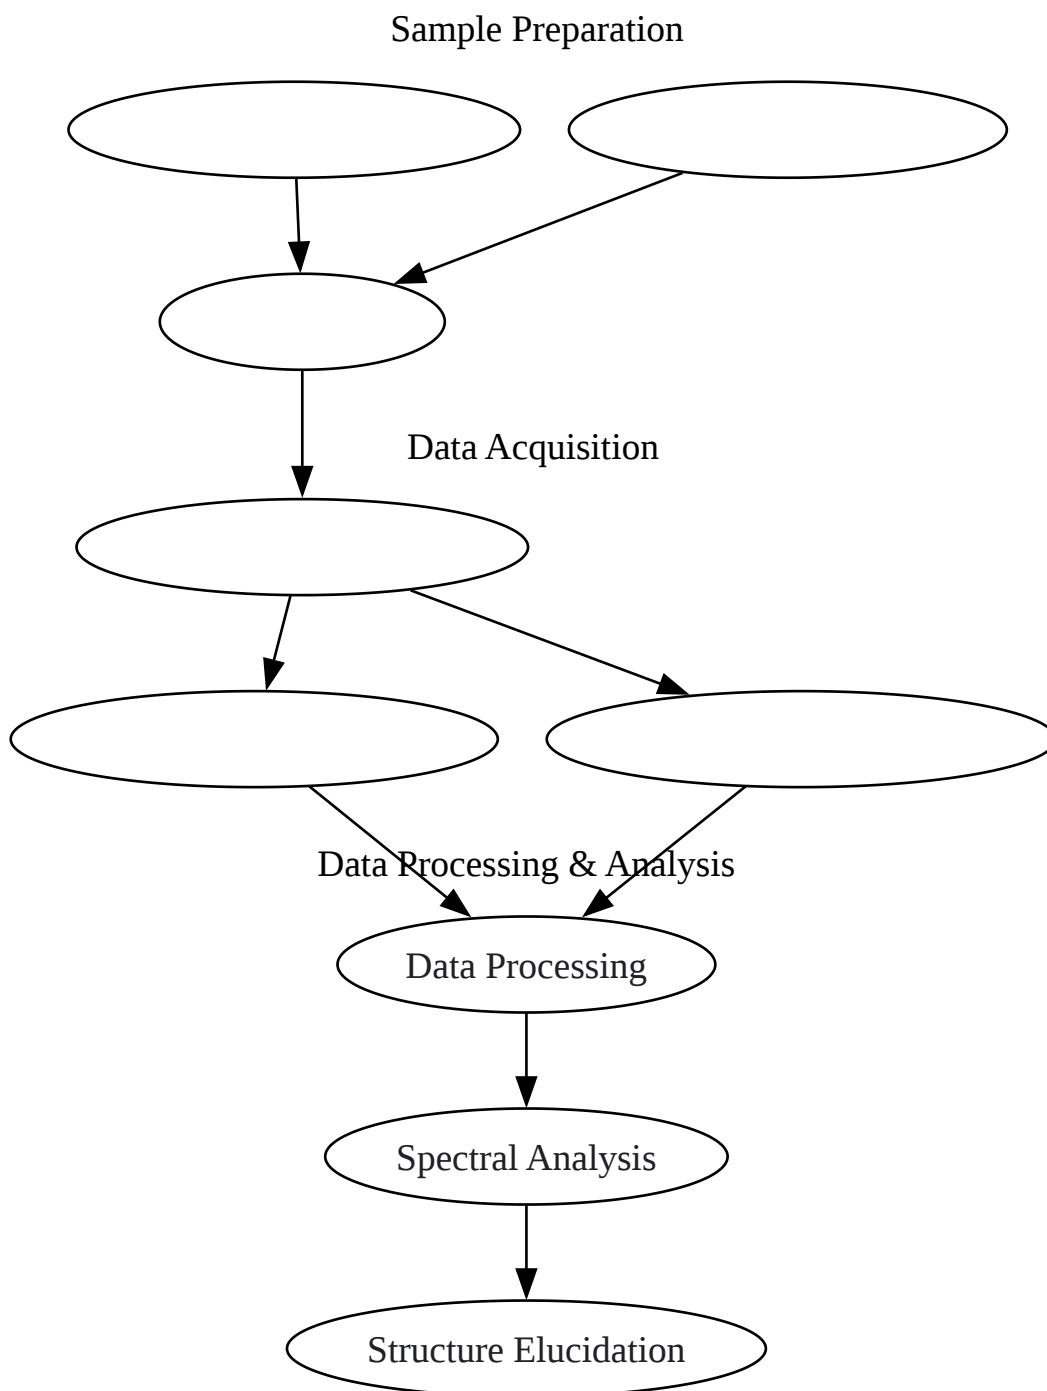 Sample Preparation
Data Acquisition
Data Processing & Analysis
Data Processing
Spectral Analysis
Structure Elucidation